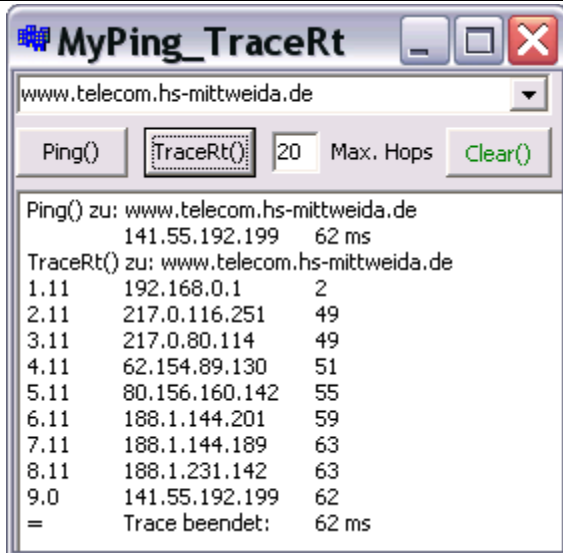 MyPing_TraceRt
www.telecom.hs-mittweida.de
Ping() TraceRt() 20 Max. Hops Clear()
Ping() zu: www.telecom.hs-mittweida.de
141.55.192.199 62 ms
TraceRt() zu: www.telecom.hs-mittweida.de
1.11 192.168.0.1 2
2.11 217.0.116.251 49
3.11 217.0.80.114 49
4.11 62.154.89.130 51
5.11 80.156.160.142 55
6.11 188.1.144.201 59
7.11 188.1.144.189 63
8.11 188.1.231.142 63
9.0 141.55.192.199 62
= Trace beendet: 62 ms